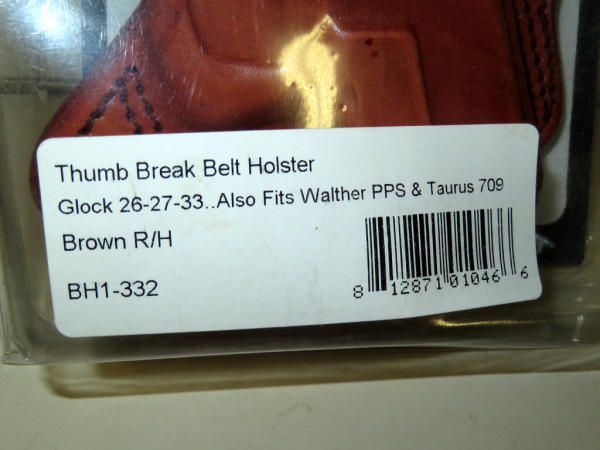 Thumb Break Belt Holster
Glock 26-27-33..Also Fits Walther PPS & Taurus 709
Brown R/H
BH1-332
8 12871 01046 6